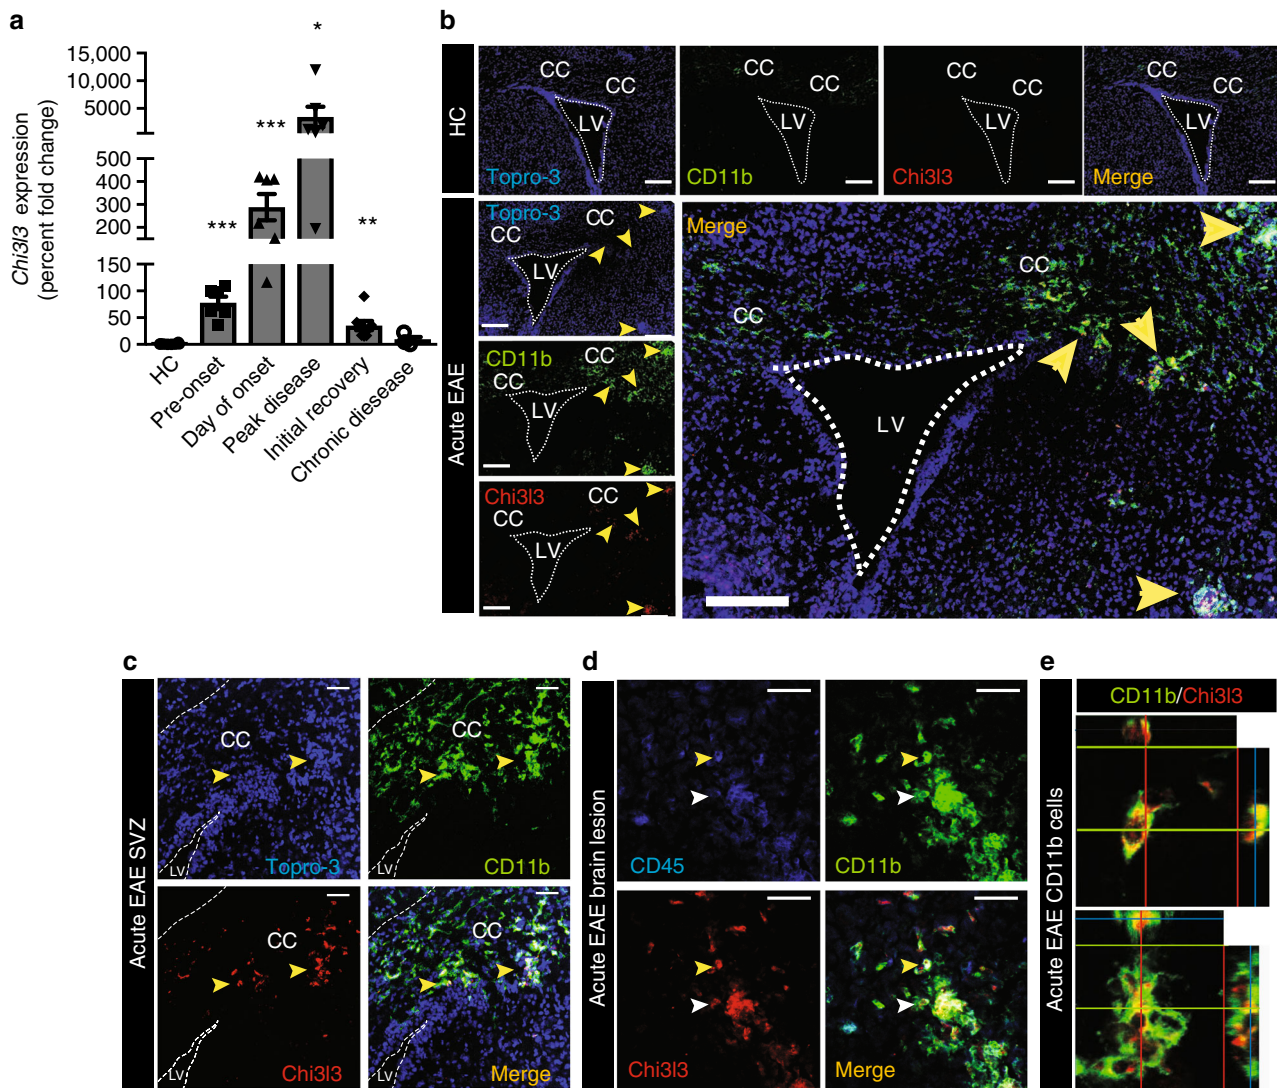 a
Chi3l3 expression
(percent fold change)
15,000
10,000
5000
500
400
300
200
150
100
50
0
***
***
*
**
HC
Pre-onset
Day of onset
Peak disease
Initial recovery
Chronic diesease
b
HC
CC
CC
LV
Topro-3
CC
CC
LV
CD11b
CC
CC
LV
Chi3l3
CC
CC
LV
Merge
Acute EAE
Topro-3
CC
CC
LV
CD11b
CC
CC
LV
Chi3l3
CC
CC
LV
Merge
CC
CC
LV
c
Acute EAE SVZ
CC
LV
Topro-3
CC
LV
CD11b
CC
LV
Chi3l3
CC
LV
Merge
d
Acute EAE brain lesion
CD45
CD11b
Chi3l3
Merge
e
Acute EAE CD11b cells
CD11b/Chi3l3